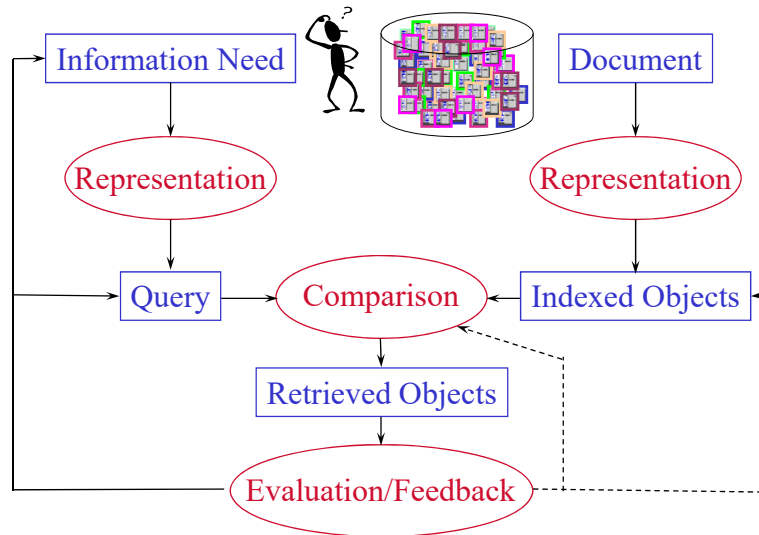 ?
Information Need
Document
Representation
Representation
Query
Comparison
Indexed Objects
Retrieved Objects
Evaluation/Feedback